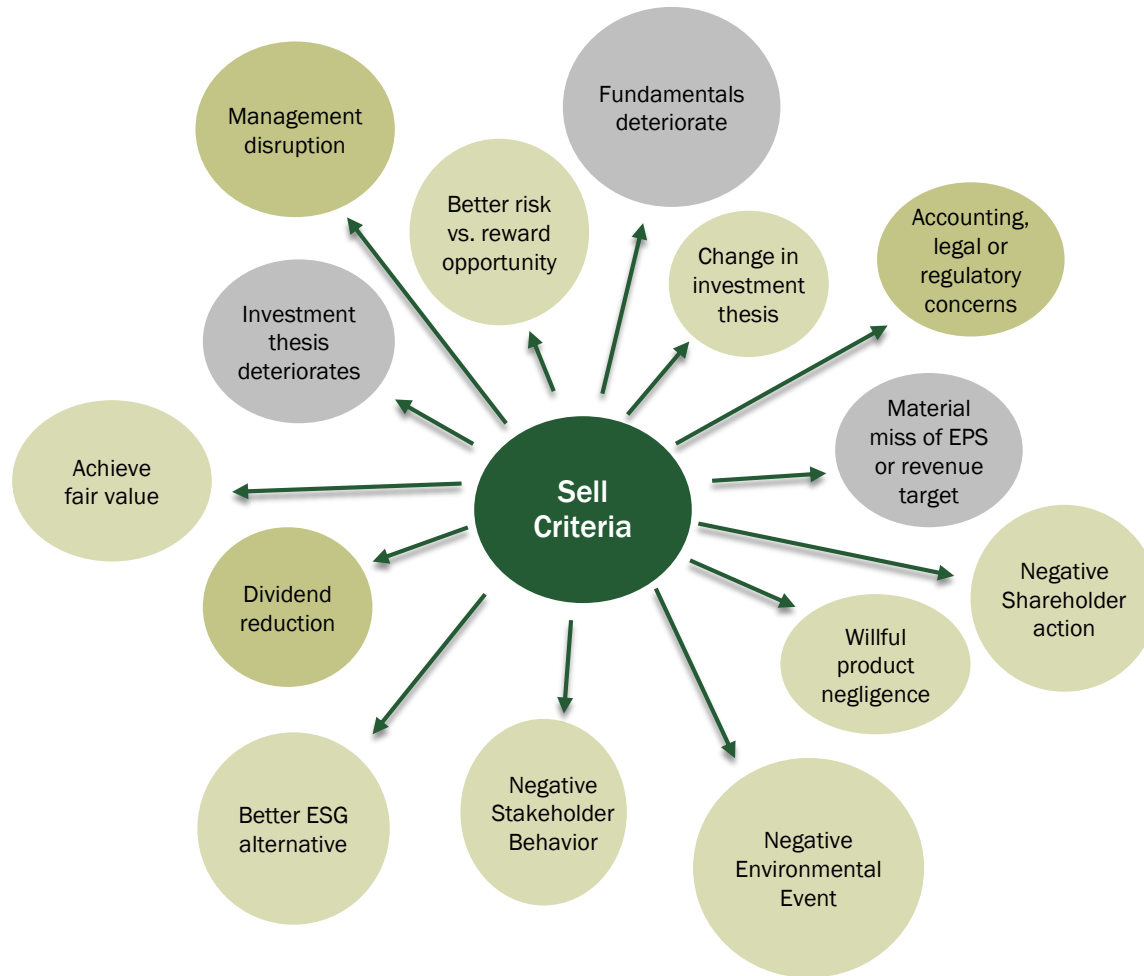 Fundamentals
deteriorate
Management
disruption
Better risk
vs. reward
opportunity
Accounting,
legal or
regulatory
concerns
Change in
investment
thesis
Investment
thesis
deteriorates
Material
miss of EPS
or revenue
target
Achieve
fair value
Sell
Criteria
Negative
Shareholder
action
Dividend
reduction
Willful
product
negligence
Better ESG
alternative
Negative
Stakeholder
Behavior
Negative
Environmental
Event